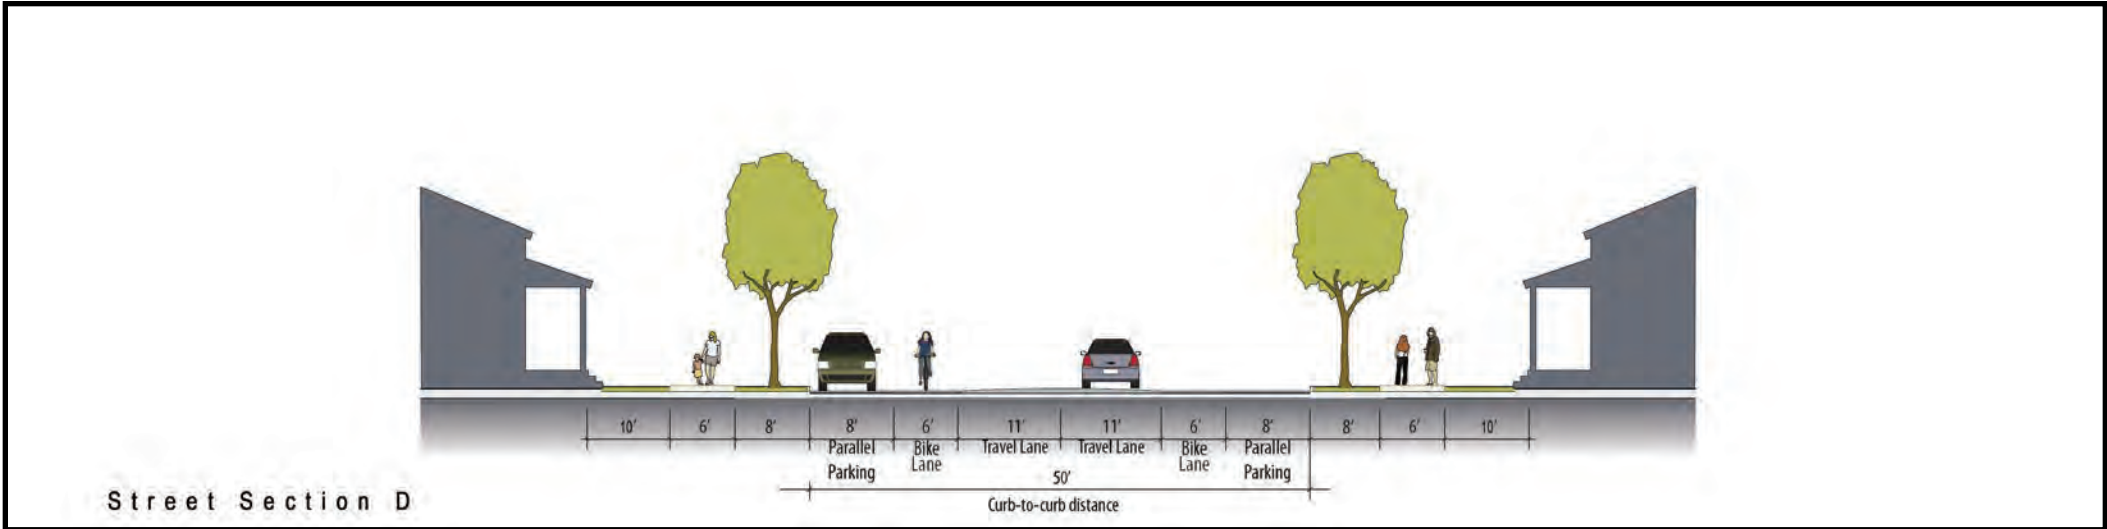 10' 6' 8' 8' 6' 11' 11' 6' 8' 8' 6' 10'
Parallel Parking
Bike Lane
Travel Lane
Travel Lane
Bike Lane
Parallel Parking
50'
Curb-to-curb distance
Street Section D